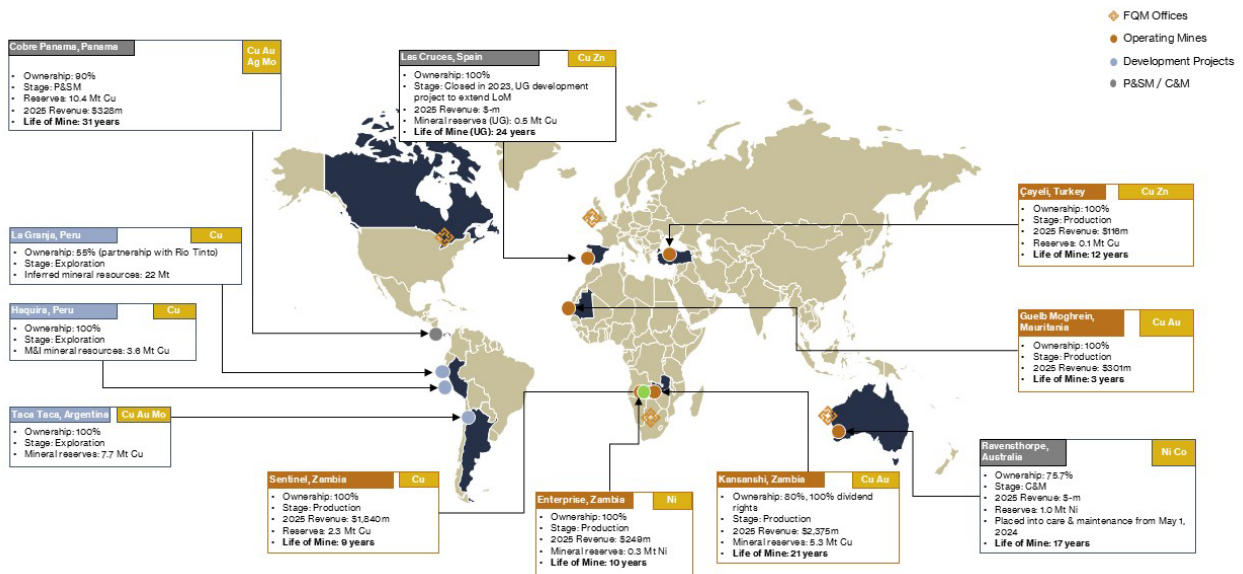 FQM Offices
Operating Mines
Development Projects
P&SM / C&M
Cobre Panama, Panama
Cu Au
Ag Mo
• Ownership: 90%
• Stage: P&SM
• Reserves: 10.4 Mt Cu
• 2025 Revenue: $328m
• Life of Mine: 31 years
Las Cruces, Spain
Cu Zn
• Ownership: 100%
• Stage: Closed in 2023, UG development
project to extend LoM
• 2025 Revenue: $-m
• Mineral reserves (UG): 0.5 Mt Cu
• Life of Mine (UG): 24 years
Çayeli, Turkey
Cu Zn
• Ownership: 100%
• Stage: Production
• 2025 Revenue: $116m
• Reserves: 0.1 Mt Cu
• Life of Mine: 12 years
La Granja, Peru
Cu
• Ownership: 55% (partnership with Rio Tinto)
• Stage: Exploration
• Inferred mineral resources: 22 Mt
Haquira, Peru
Cu
• Ownership: 100%
• Stage: Exploration
• M&I mineral resources: 3.6 Mt Cu
Guelb Moghrein,
Mauritania
Cu Au
• Ownership: 100%
• Stage: Production
• 2025 Revenue: $301m
• Life of Mine: 3 years
Taca Taca, Argentina
Cu Au Mo
• Ownership: 100%
• Stage: Exploration
• Mineral reserves: 7.7 Mt Cu
Sentinel, Zambia
Cu
• Ownership: 100%
• Stage: Production
• 2025 Revenue: $1,840m
• Reserves: 2.3 Mt Cu
• Life of Mine: 9 years
Enterprise, Zambia
Ni
• Ownership: 100%
• Stage: Production
• 2025 Revenue: $249m
• Mineral reserves: 0.3 Mt Ni
• Life of Mine: 10 years
Kansanshi, Zambia
Cu Au
• Ownership: 80%, 100% dividend
rights
• Stage: Production
• 2025 Revenue: $2,375m
• Mineral reserves: 5.3 Mt Cu
• Life of Mine: 21 years
Ravensthorpe,
Australia
Ni Co
• Ownership: 75.7%
• Stage: C&M
• 2025 Revenue: $-m
• Reserves: 1.0 Mt Ni
• Placed into care & maintenance from May 1,
2024
• Life of Mine: 17 years